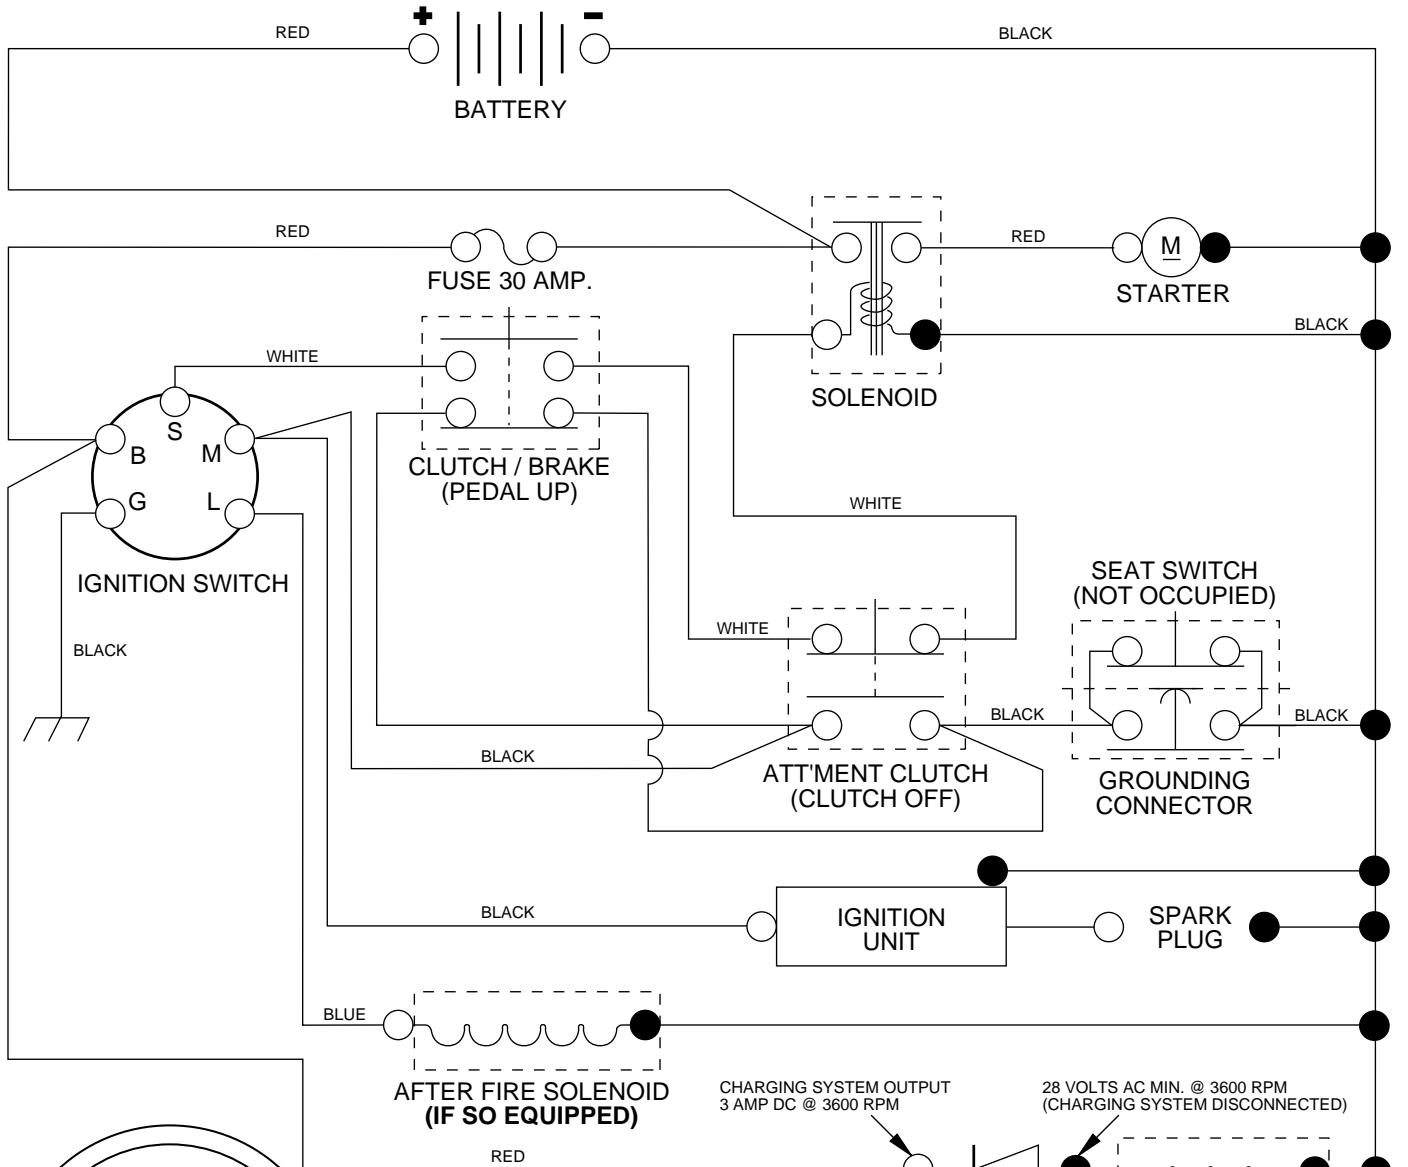 + -
RED
BLACK
BATTERY
RED
RED
M
FUSE 30 AMP.
STARTER
BLACK
WHITE
SOLENOID
S
B
M
CLUTCH / BRAKE
(PEDAL UP)
G
L
WHITE
IGNITION SWITCH
SEAT SWITCH
(NOT OCCUPIED)
WHITE
BLACK
BLACK
BLACK
BLACK
ATT'MENT CLUTCH
(CLUTCH OFF)
GROUNDING
CONNECTOR
BLACK
IGNITION
UNIT
SPARK
PLUG
BLUE
AFTER FIRE SOLENOID
(IF SO EQUIPPED)
CHARGING SYSTEM OUTPUT
3 AMP DC @ 3600 RPM
28 VOLTS AC MIN. @ 3600 RPM
(CHARGING SYSTEM DISCONNECTED)
RED